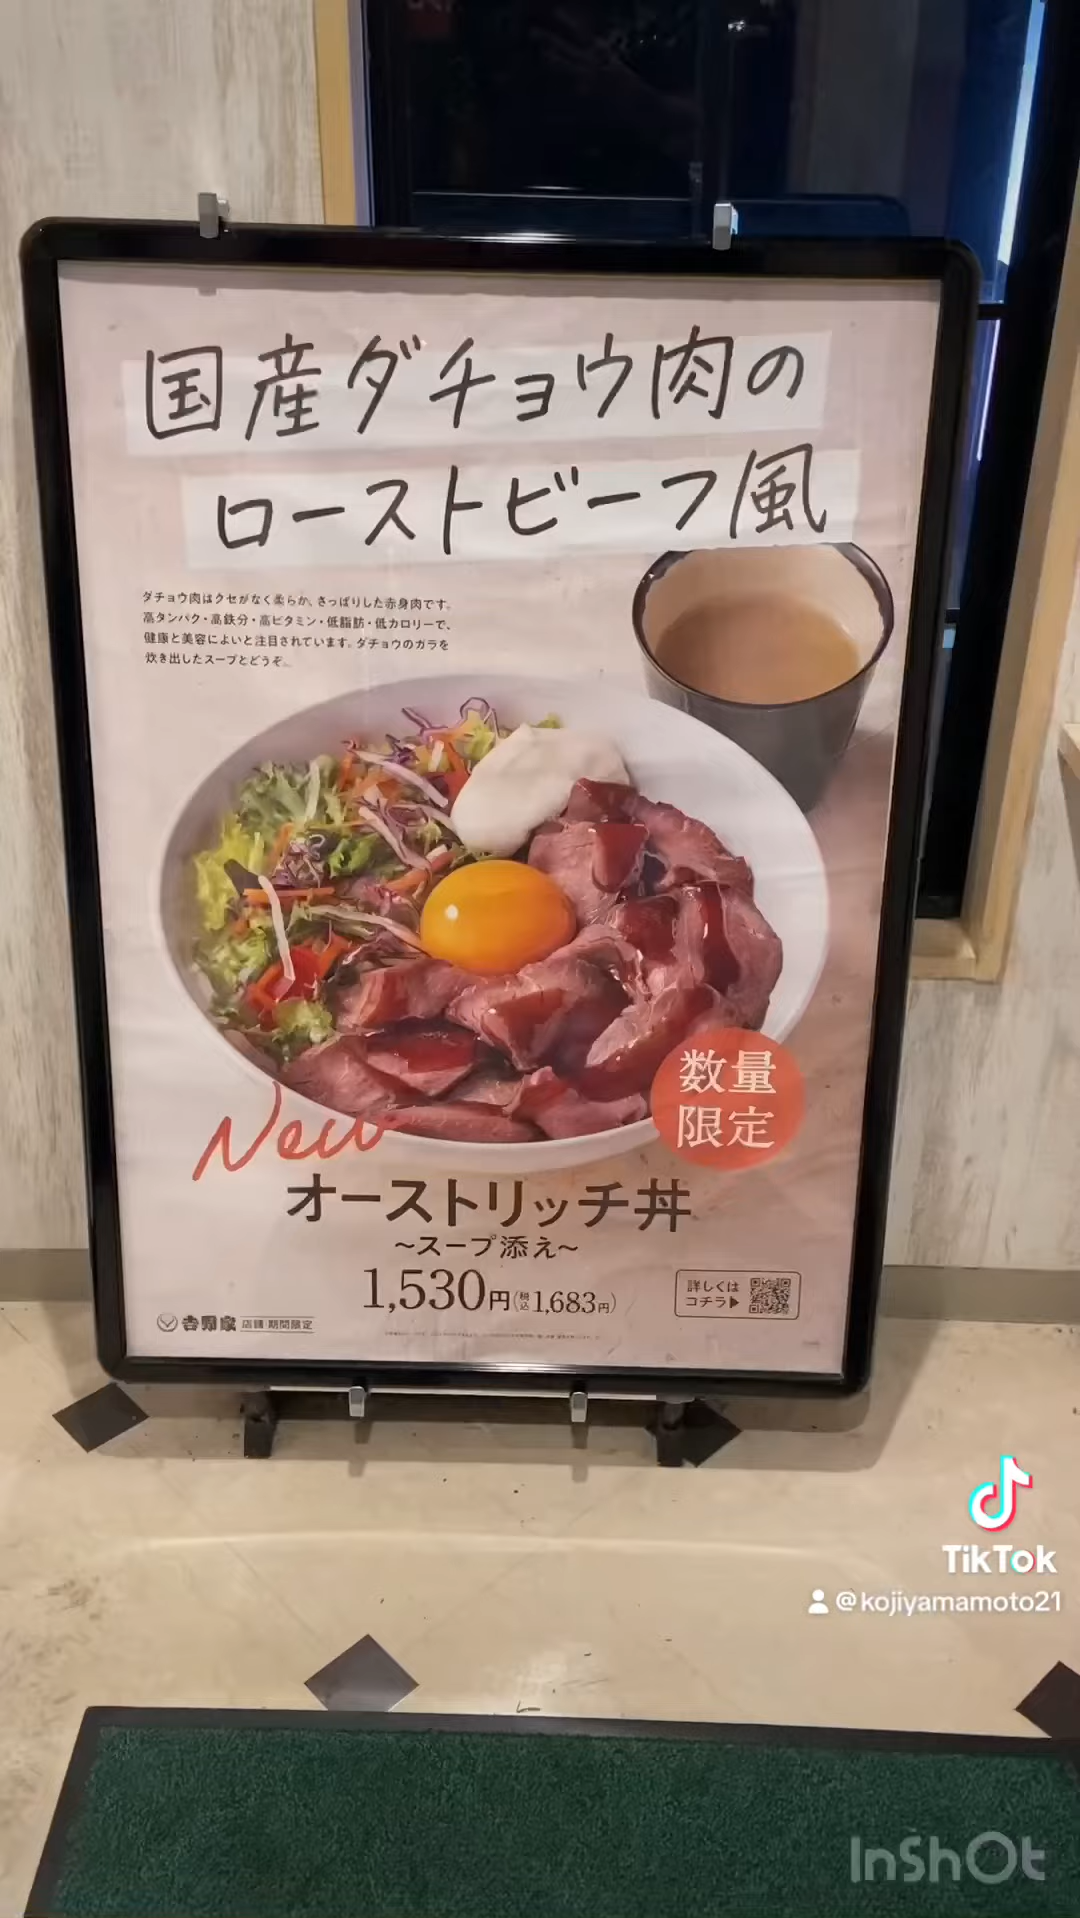 国産ダチョウ肉の
ローストビーフ風
ダチョウ肉はクセがなく柔らか、さっぱりした赤身肉です。
高タンパク・高鉄分・高ビタミン・低脂肪・低カロリーで、
健康と美容によいと注目されています。ダチョウのガラを
炊き出したスープとどうぞ。
数量
限定
New
オーストリッチ丼
~スープ添え~
1,530円(税込1,683円)
詳しくは
コチラ▶
吉野家 店舗・期間限定
TikTok
@kojiyamamoto21
InShOt